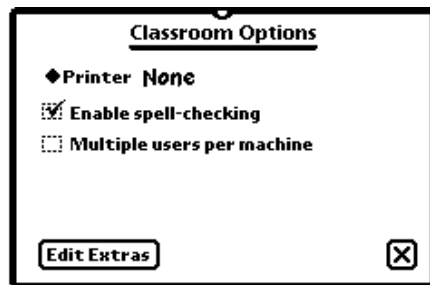 Classroom Options
◆Printer None
Enable spell-checking
Multiple users per machine
Edit Extras